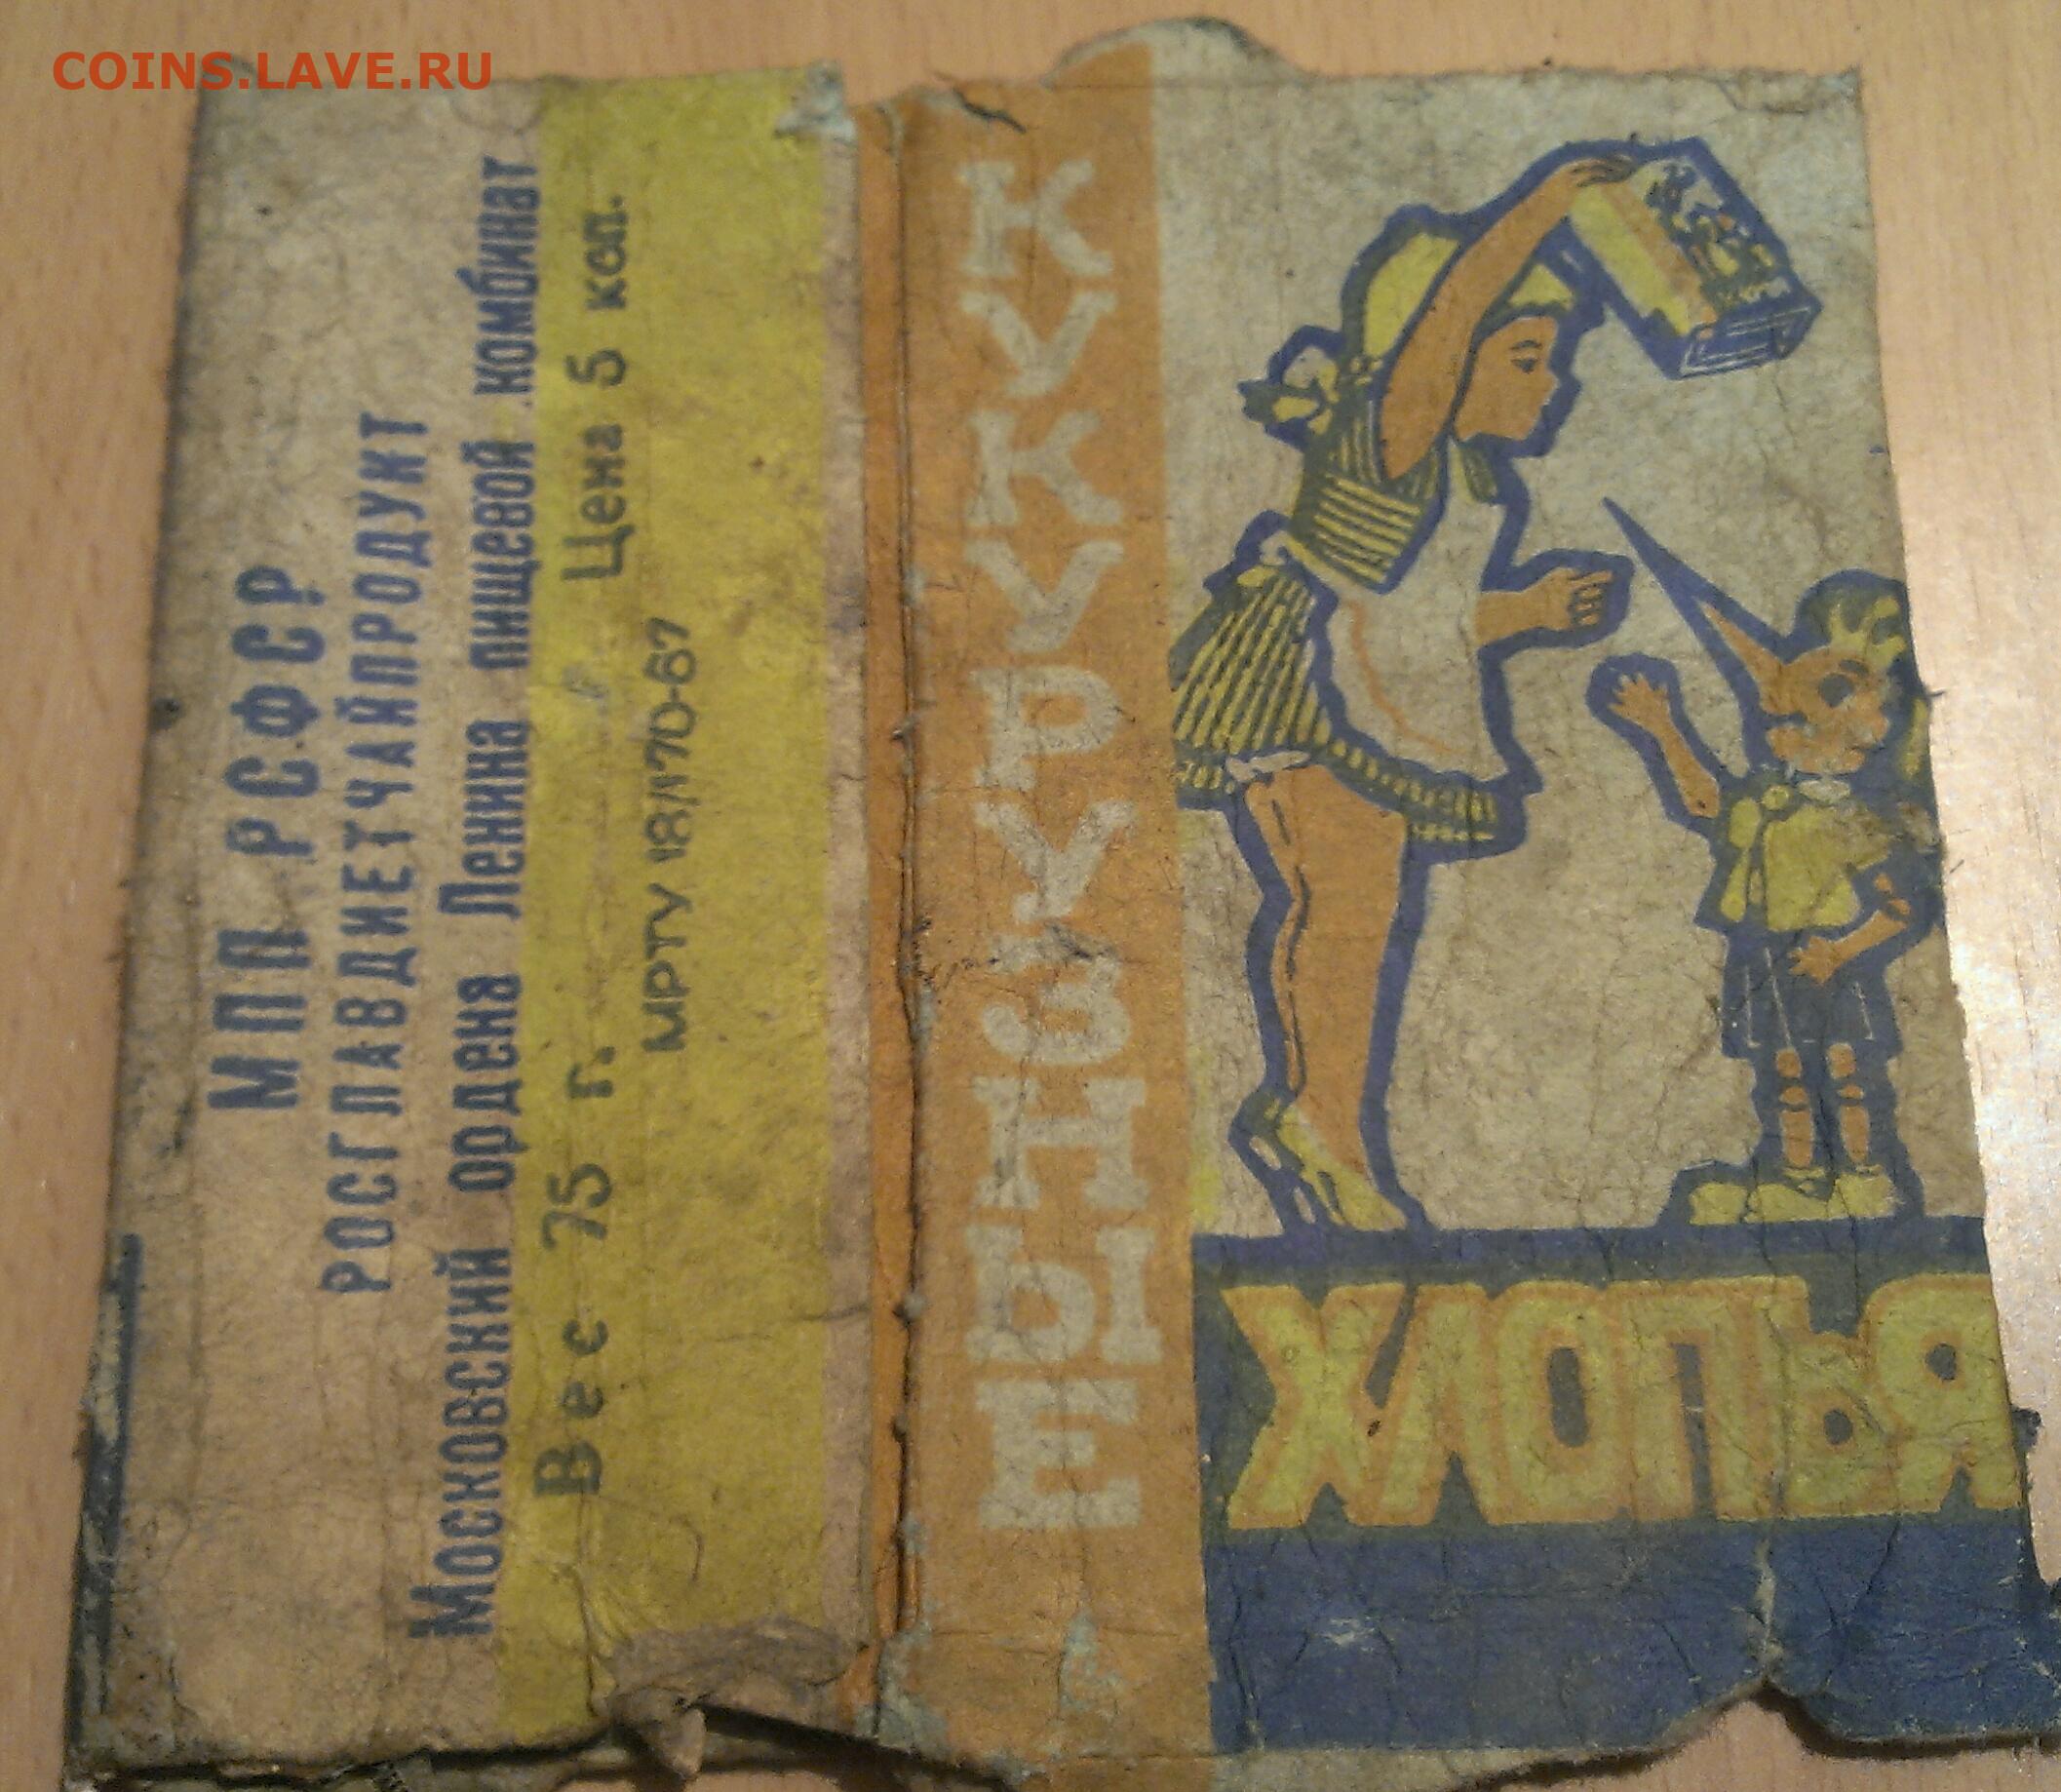 COINS.LAVE.RU
МПП РСФСР
РОСГЛАВДИЕТЧАЙПРОДУКТ
Московский ордена Ленина пищевой комбинат
Вес 75 г. Цена 5 коп.
МРТУ 18/170-67
КУКУРУЗНЫЕ
ХЛОПЬЯ